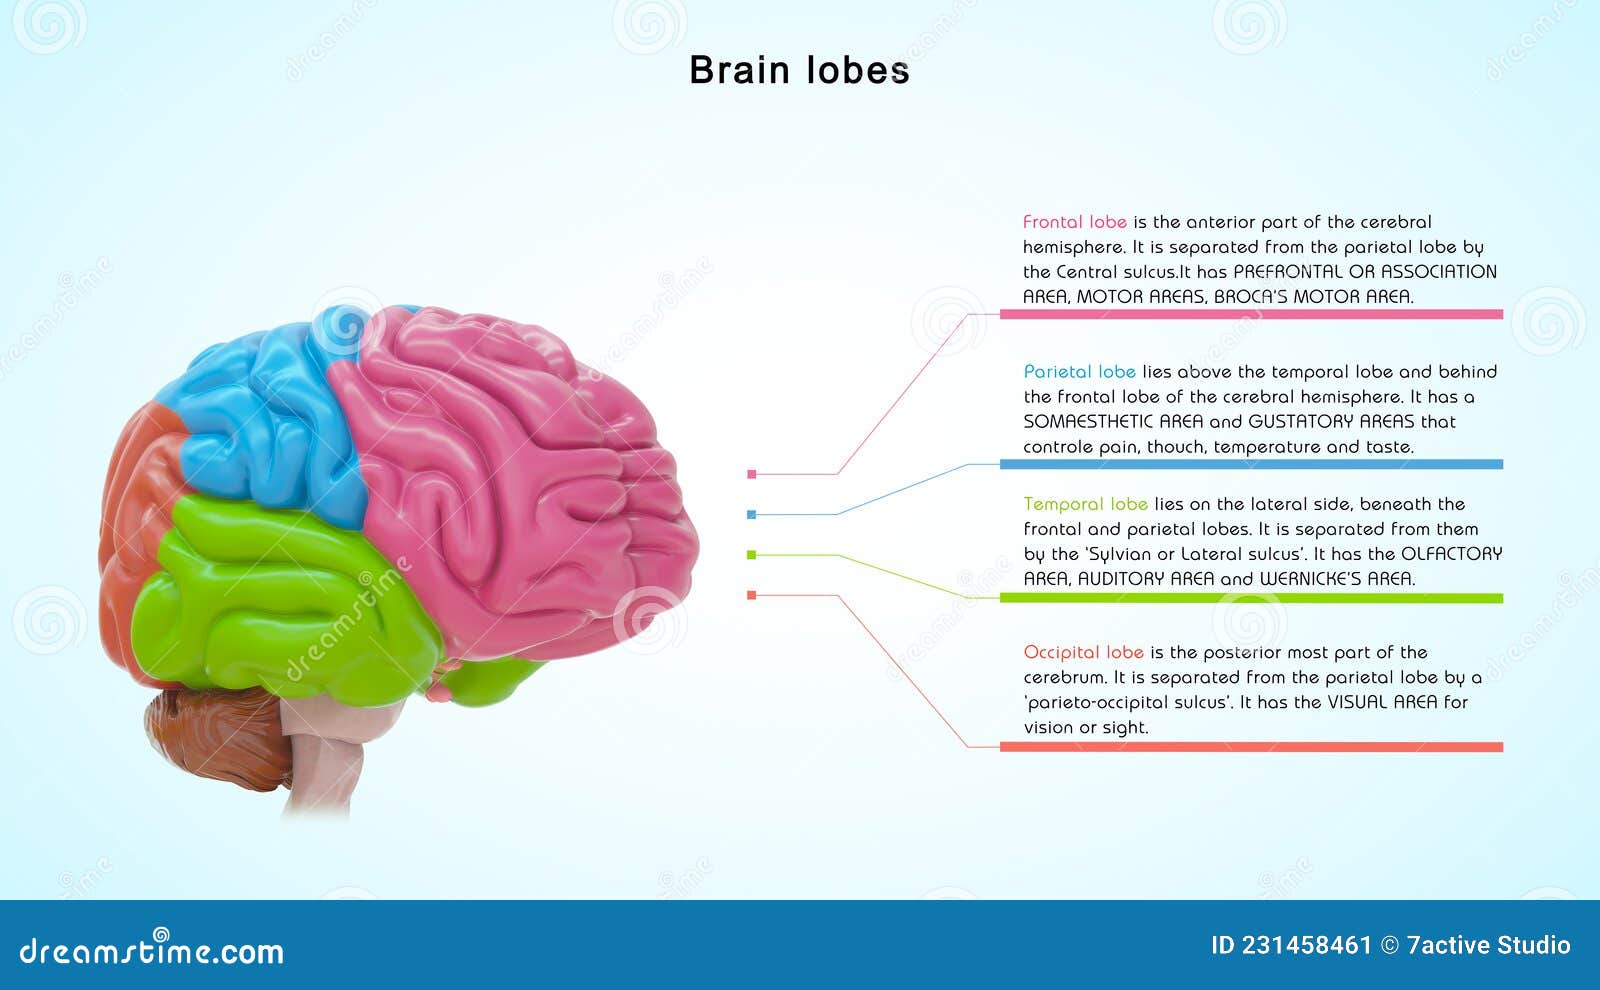 Brain lobes
Frontal lobe is the anterior part of the cerebral
hemisphere. It is separated from the parietal lobe by
the Central sulcus.It has PREFRONTAL OR ASSOCIATION
AREA, MOTOR AREAS, BROCA'S MOTOR AREA.
Parietal lobe lies above the temporal lobe and behind
the frontal lobe of the cerebral hemisphere. It has a
SOMAESTHETIC AREA and GUSTATORY AREAS that
controle pain, thouch, temperature and taste.
Temporal lobe lies on the lateral side, beneath the
frontal and parietal lobes. It is separated from them
by the 'Sylvian or Lateral sulcus'. It has the OLFACTORY
AREA, AUDITORY AREA and WERNICKE'S AREA.
Occipital lobe is the posterior most part of the
cerebrum. It is separated from the parietal lobe by a
'parieto-occipital sulcus'. It has the VISUAL AREA for
vision or sight.
dreamstime.com
ID 231458461 © 7active Studio